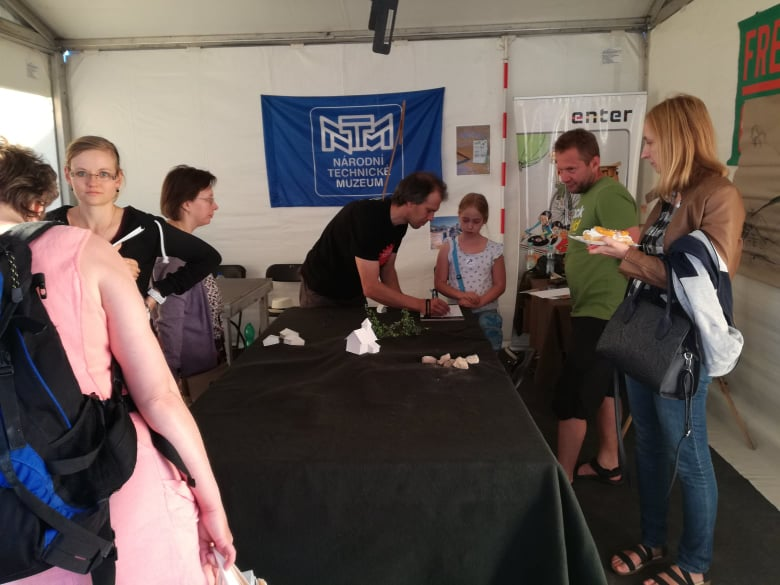 NTM
NÁRODNÍ
TECHNICKÉ
MUZEUM
enter
FRE